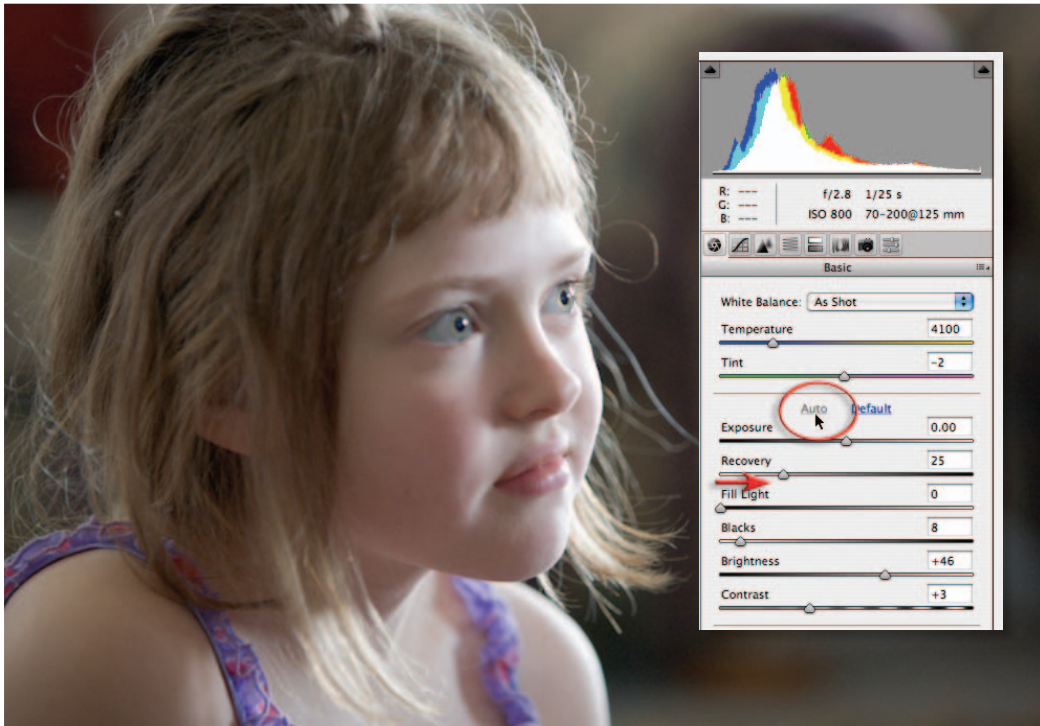 R: ---
G: ---
B: ---
f/2.8 1/25 s
ISO 800 70-200@125 mm
Basic
White Balance: As Shot
Temperature 4100
Tint -2
Auto Default
Exposure 0.00
Recovery 25
Fill Light 0
Blacks 8
Brightness +46
Contrast +3